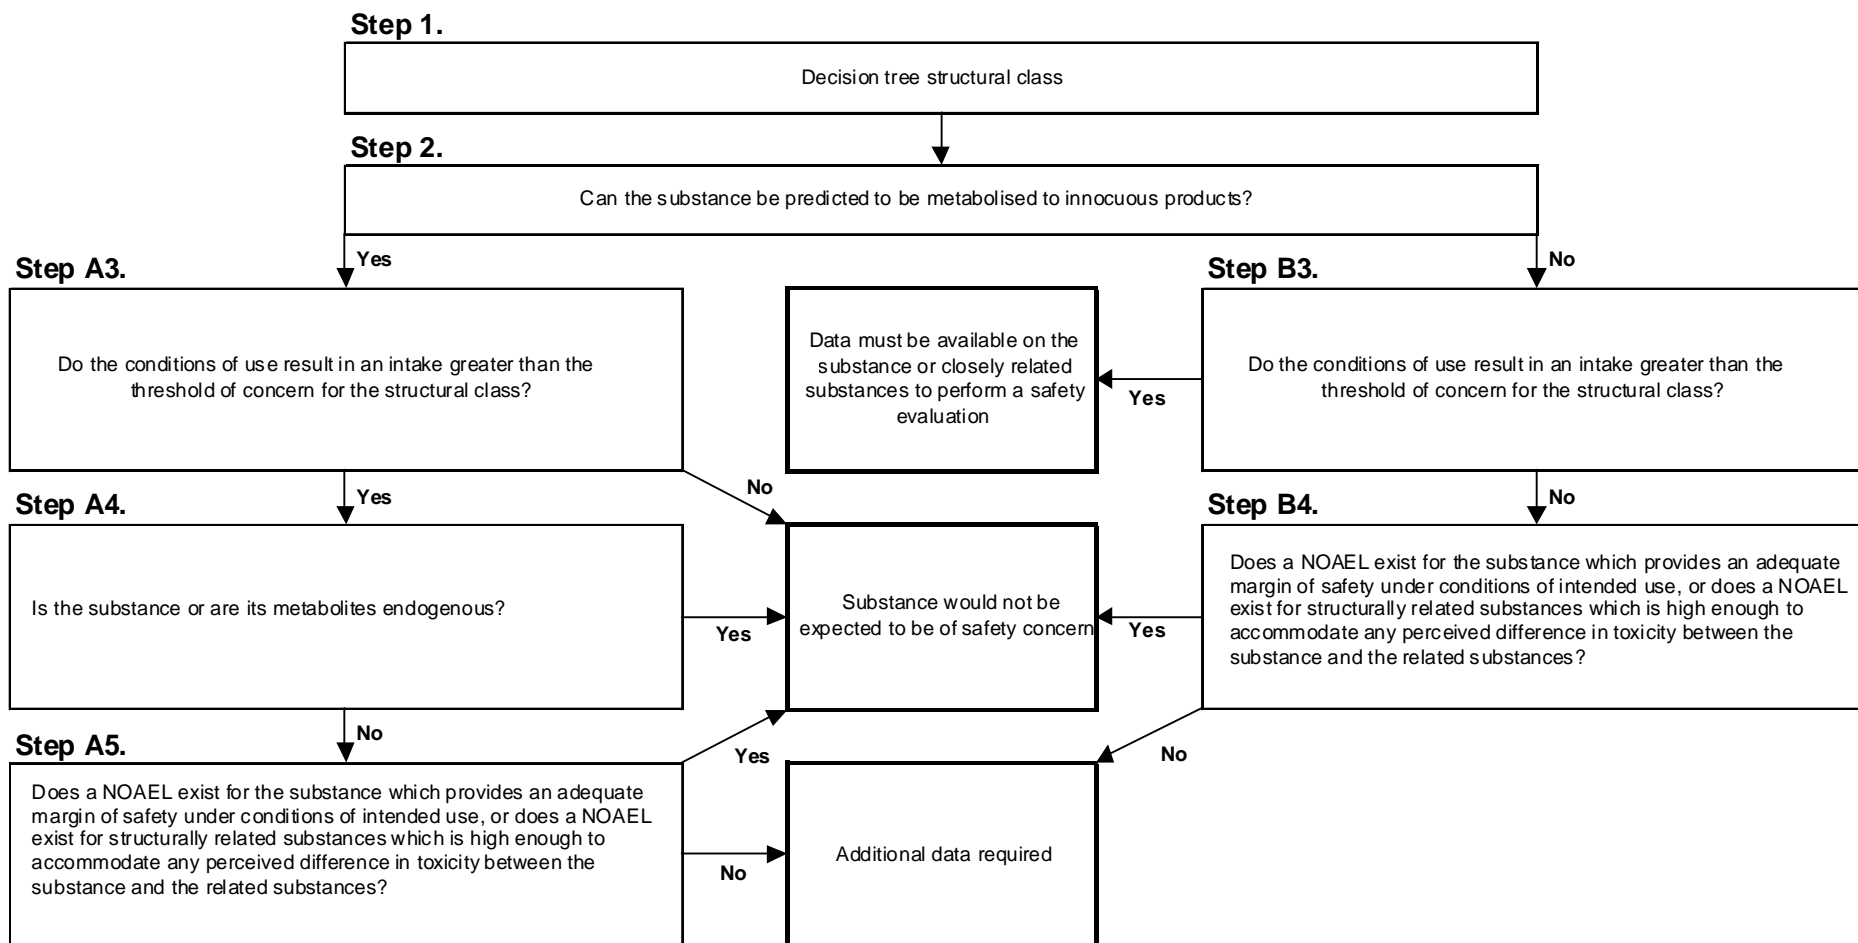 Step 1.
Decision tree structural class
Step 2.
Can the substance be predicted to be metabolised to innocuous products?
Yes
No
Step A3.
Do the conditions of use result in an intake greater than the
threshold of concern for the structural class?
Data must be available on the
substance or closely related
substances to perform a safety
evaluation
Step B3.
Do the conditions of use result in an intake greater than the
threshold of concern for the structural class?
Yes
Yes
No
No
Step A4.
Is the substance or are its metabolites endogenous?
Yes
Substance would not be
expected to be of safety concern
Yes
Step B4.
Does a NOAEL exist for the substance which provides an adequate
margin of safety under conditions of intended use, or does a NOAEL
exist for structurally related substances which is high enough to
accommodate any perceived difference in toxicity between the
substance and the related substances?
No
Yes
No
Step A5.
Does a NOAEL exist for the substance which provides an adequate
margin of safety under conditions of intended use, or does a NOAEL
exist for structurally related substances which is high enough to
accommodate any perceived difference in toxicity between the
substance and the related substances?
No
Additional data required